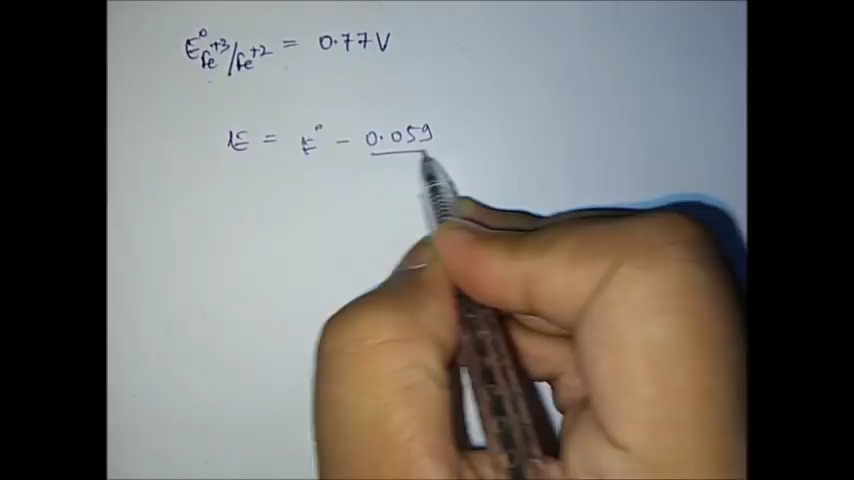 E°Fe+3/Fe+2 = 0.77V
E = E° - 0.059